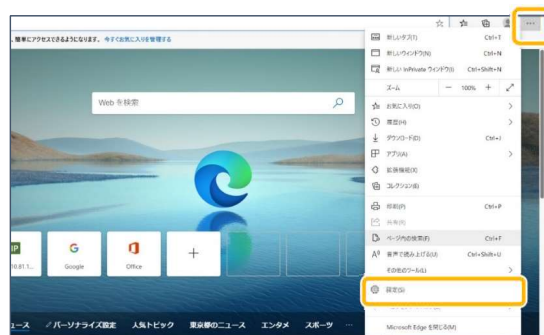 簡単にアクセスできるようになります。 今すぐお気に入りを管理する
Web を検索
10.81.1...
Google
Office
ニュース
パーソナライズ設定
人気トピック
東京都のニュース
エンタメ
スポーツ
…
新しいタブ(T) Ctrl+T
新しいウィンドウ(N) Ctrl+N
新しい InPrivate ウィンドウ(I) Ctrl+Shift+N
ズーム − 100% +
お気に入り(O)
履歴(H)
ダウンロード(D) Ctrl+J
アプリ(A)
拡張機能(X)
コレクション(E)
印刷(P) Ctrl+P
共有(R)
ページ内の検索(F) Ctrl+F
音声で読み上げる(U) Ctrl+Shift+U
その他のツール(L)
設定(S)
Microsoft Edge を閉じる(M)